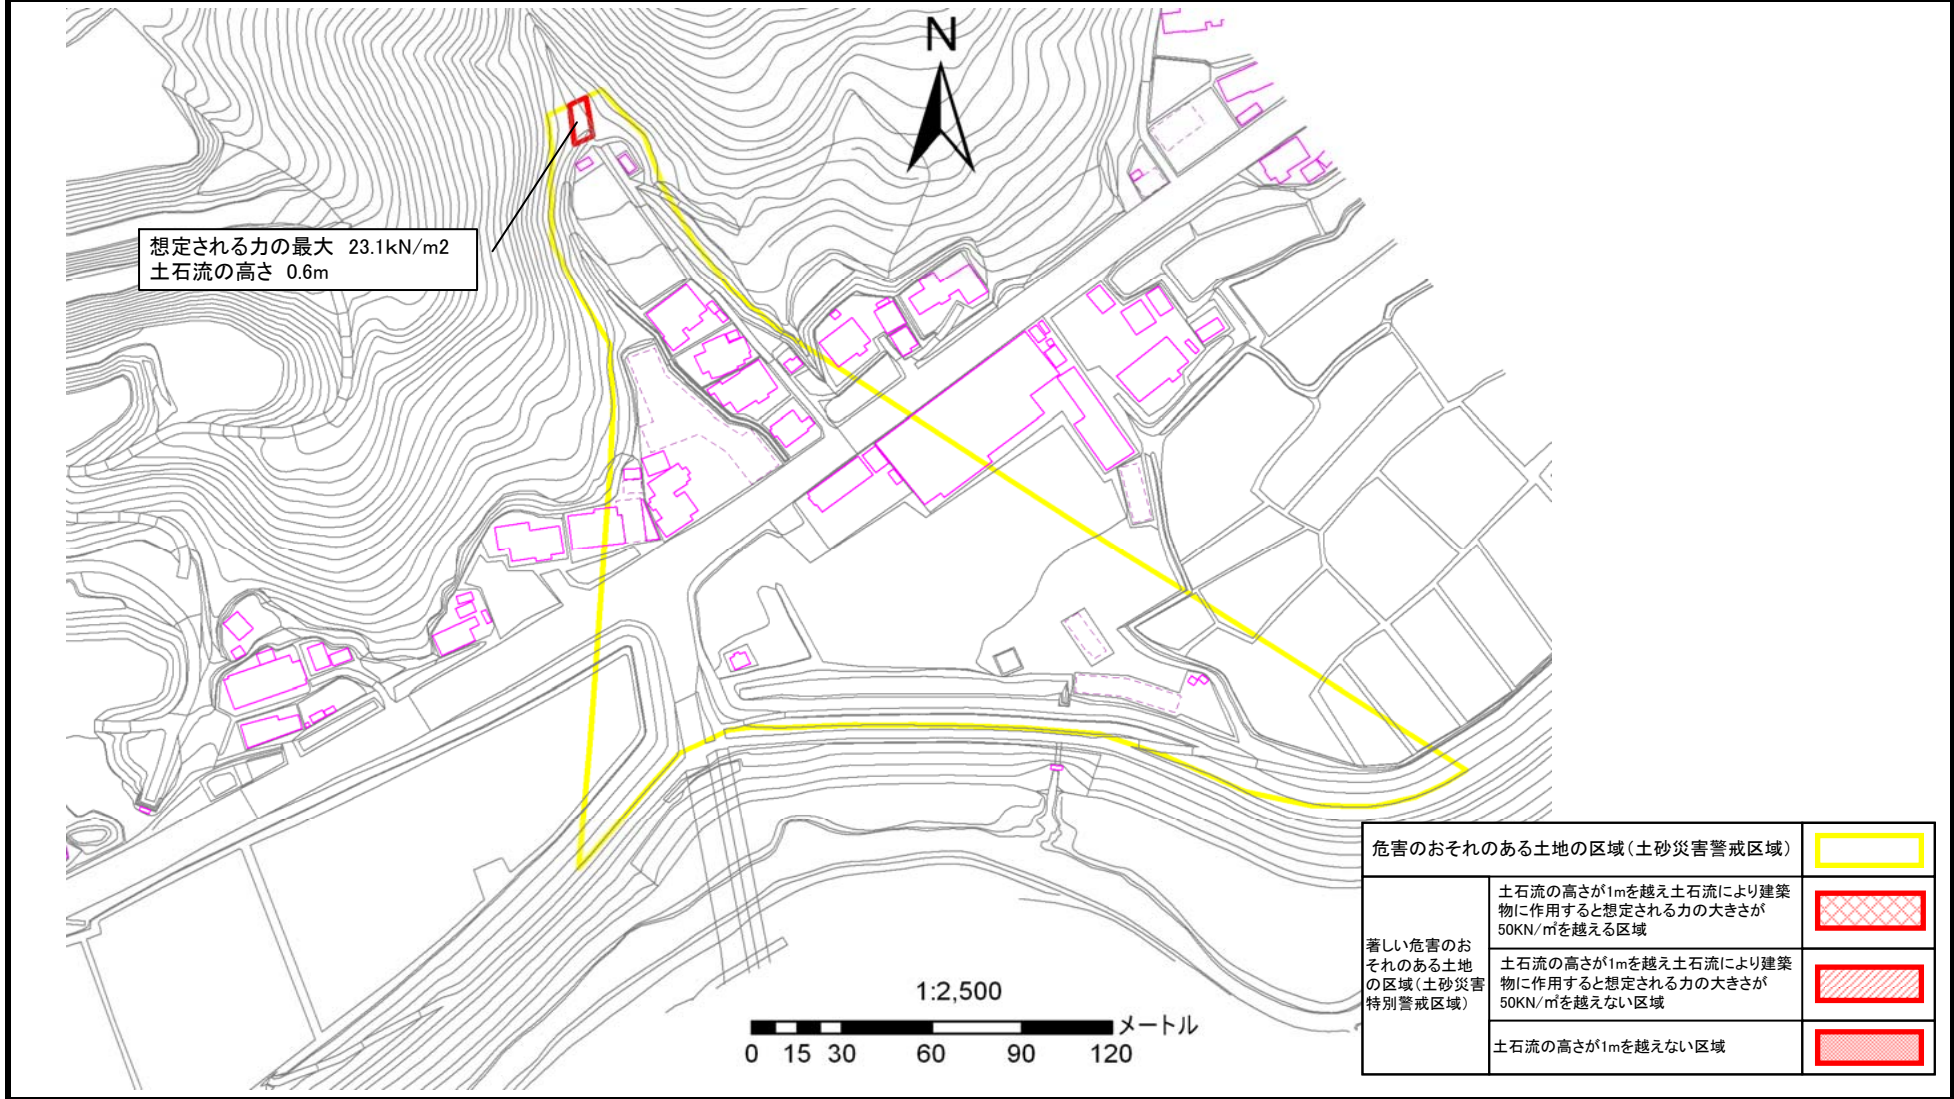 N
想定される力の最大 23.1kN/m2
土石流の高さ 0.6m
1:2,500
メートル
0 15 30 60 90 120
危害のおそれのある土地の区域(土砂災害警戒区域)
著しい危害のお
それのある土地
の区域(土砂災害
特別警戒区域)
土石流の高さが1mを越え土石流により建築
物に作用すると想定される力の大きさが
50KN/㎡を越える区域
土石流の高さが1mを越え土石流により建築
物に作用すると想定される力の大きさが
50KN/㎡を越えない区域
土石流の高さが1mを越えない区域